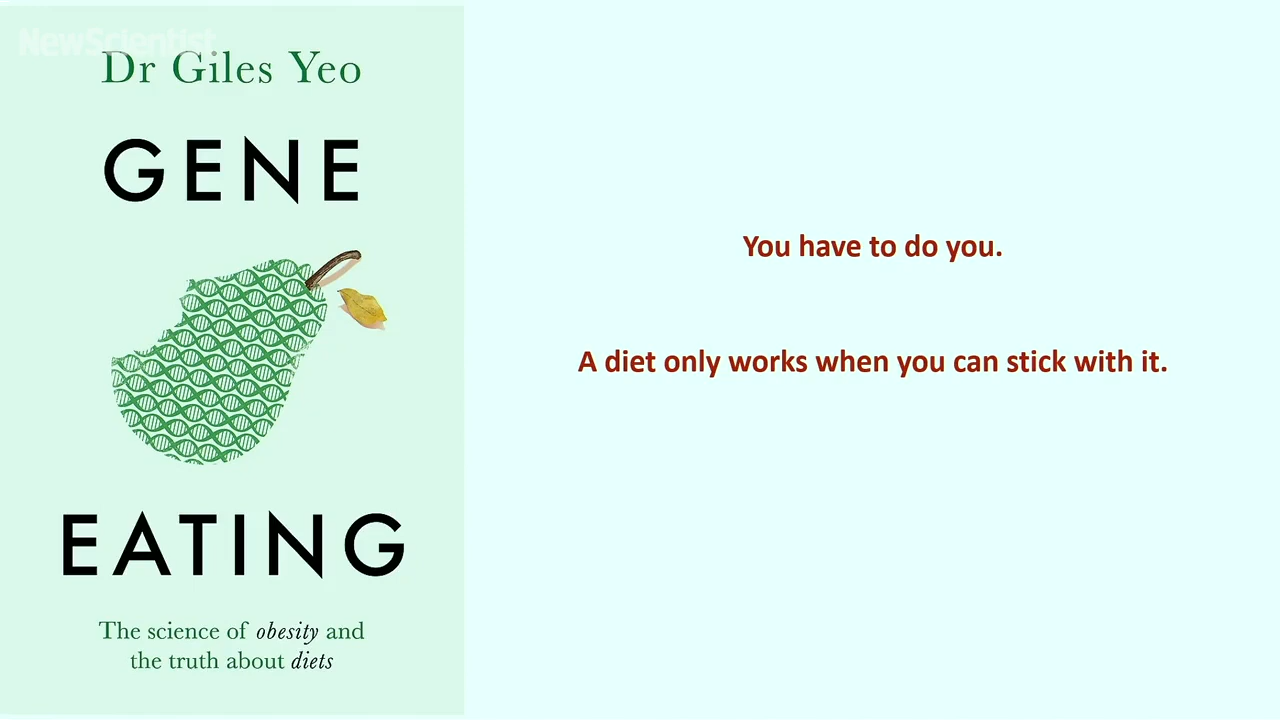 NewScientist
Dr Giles Yeo
GENE
EATING
The science of obesity and
the truth about diets
You have to do you.
A diet only works when you can stick with it.